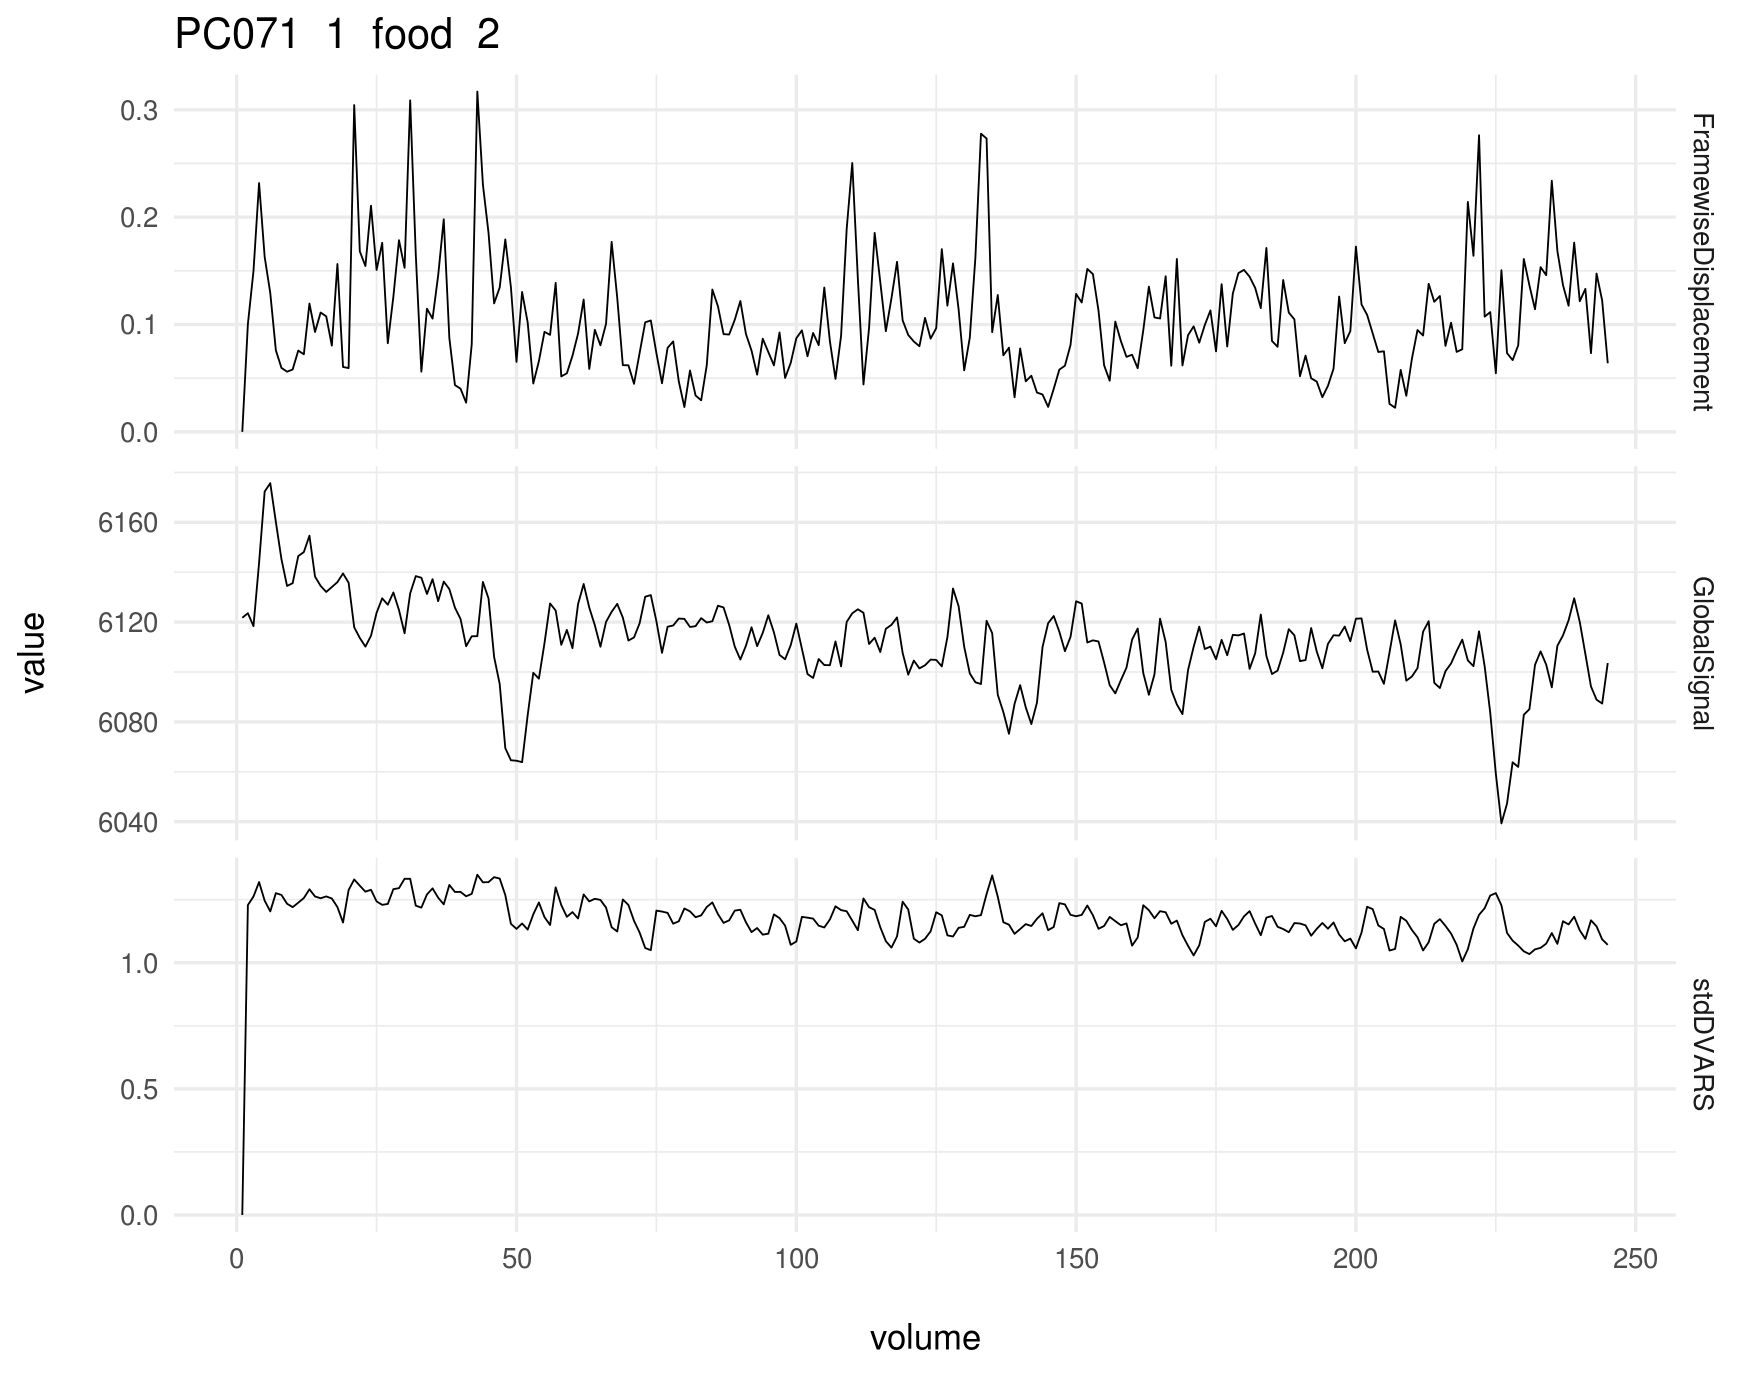 PC071 1 food 2
0.3
0.2
0.1
0.0
FramewiseDisplacement
6160
6120
6080
6040
GlobalSignal
value
1.0
0.5
0.0
stdDVARS
0 50 100 150 200 250
volume